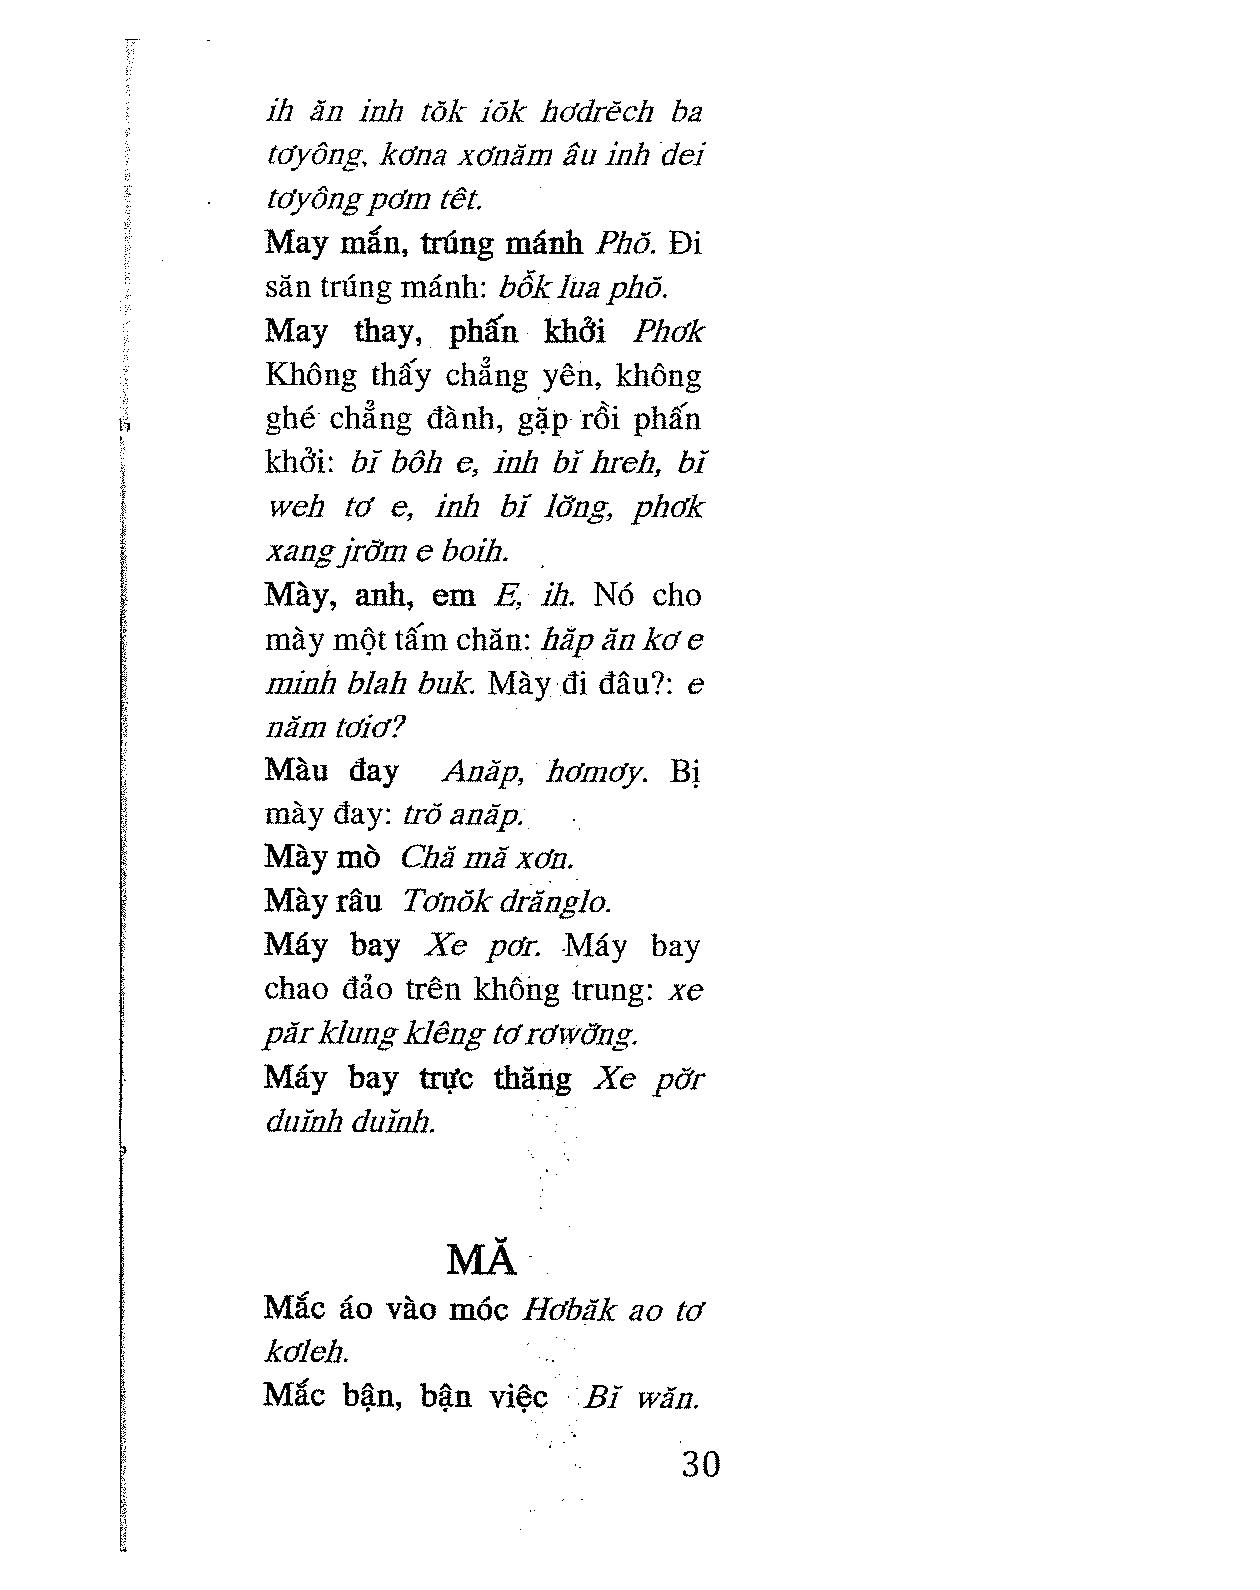 ih ăn inh tŏk iŏk hơdrĕch ba
tơyông, kơna xơnăm âu inh dei
tơyông pơm têt.
May mắn, trúng mánh Phŏ. Đi
săn trúng mánh: bỗk lua phŏ.
May thay, phấn khởi Phơk
Không thấy chẳng yên, không
ghé chẳng đành, gặp rồi phấn
khởi: bĭ bôh e, inh bĭ hreh, bĭ
weh tơ e, inh bĭ lơ̆ng, phơk
xang jrơ̆m e boih.
Mày, anh, em E, ih. Nó cho
mày một tấm chăn: hăp ăn kơ e
minh blah buk. Mày đi đâu?: e
năm tơiơ?
Màu đay Anăp, hơmơy. Bị
mày đay: trŏ anăp.
Mày mò Chă mă xơn.
Mày râu Tơnŏk drănglo.
Máy bay Xe pơr. Máy bay
chao đảo trên không trung: xe
păr klung klêng tơ rơwơ̆ng.
Máy bay trực thăng Xe pơ̆r
duĭnh duĭnh.
MĂ
Mắc áo vào móc Hơbăk ao tơ
kơleh.
Mắc bận, bận việc Bĭ wăn.
30